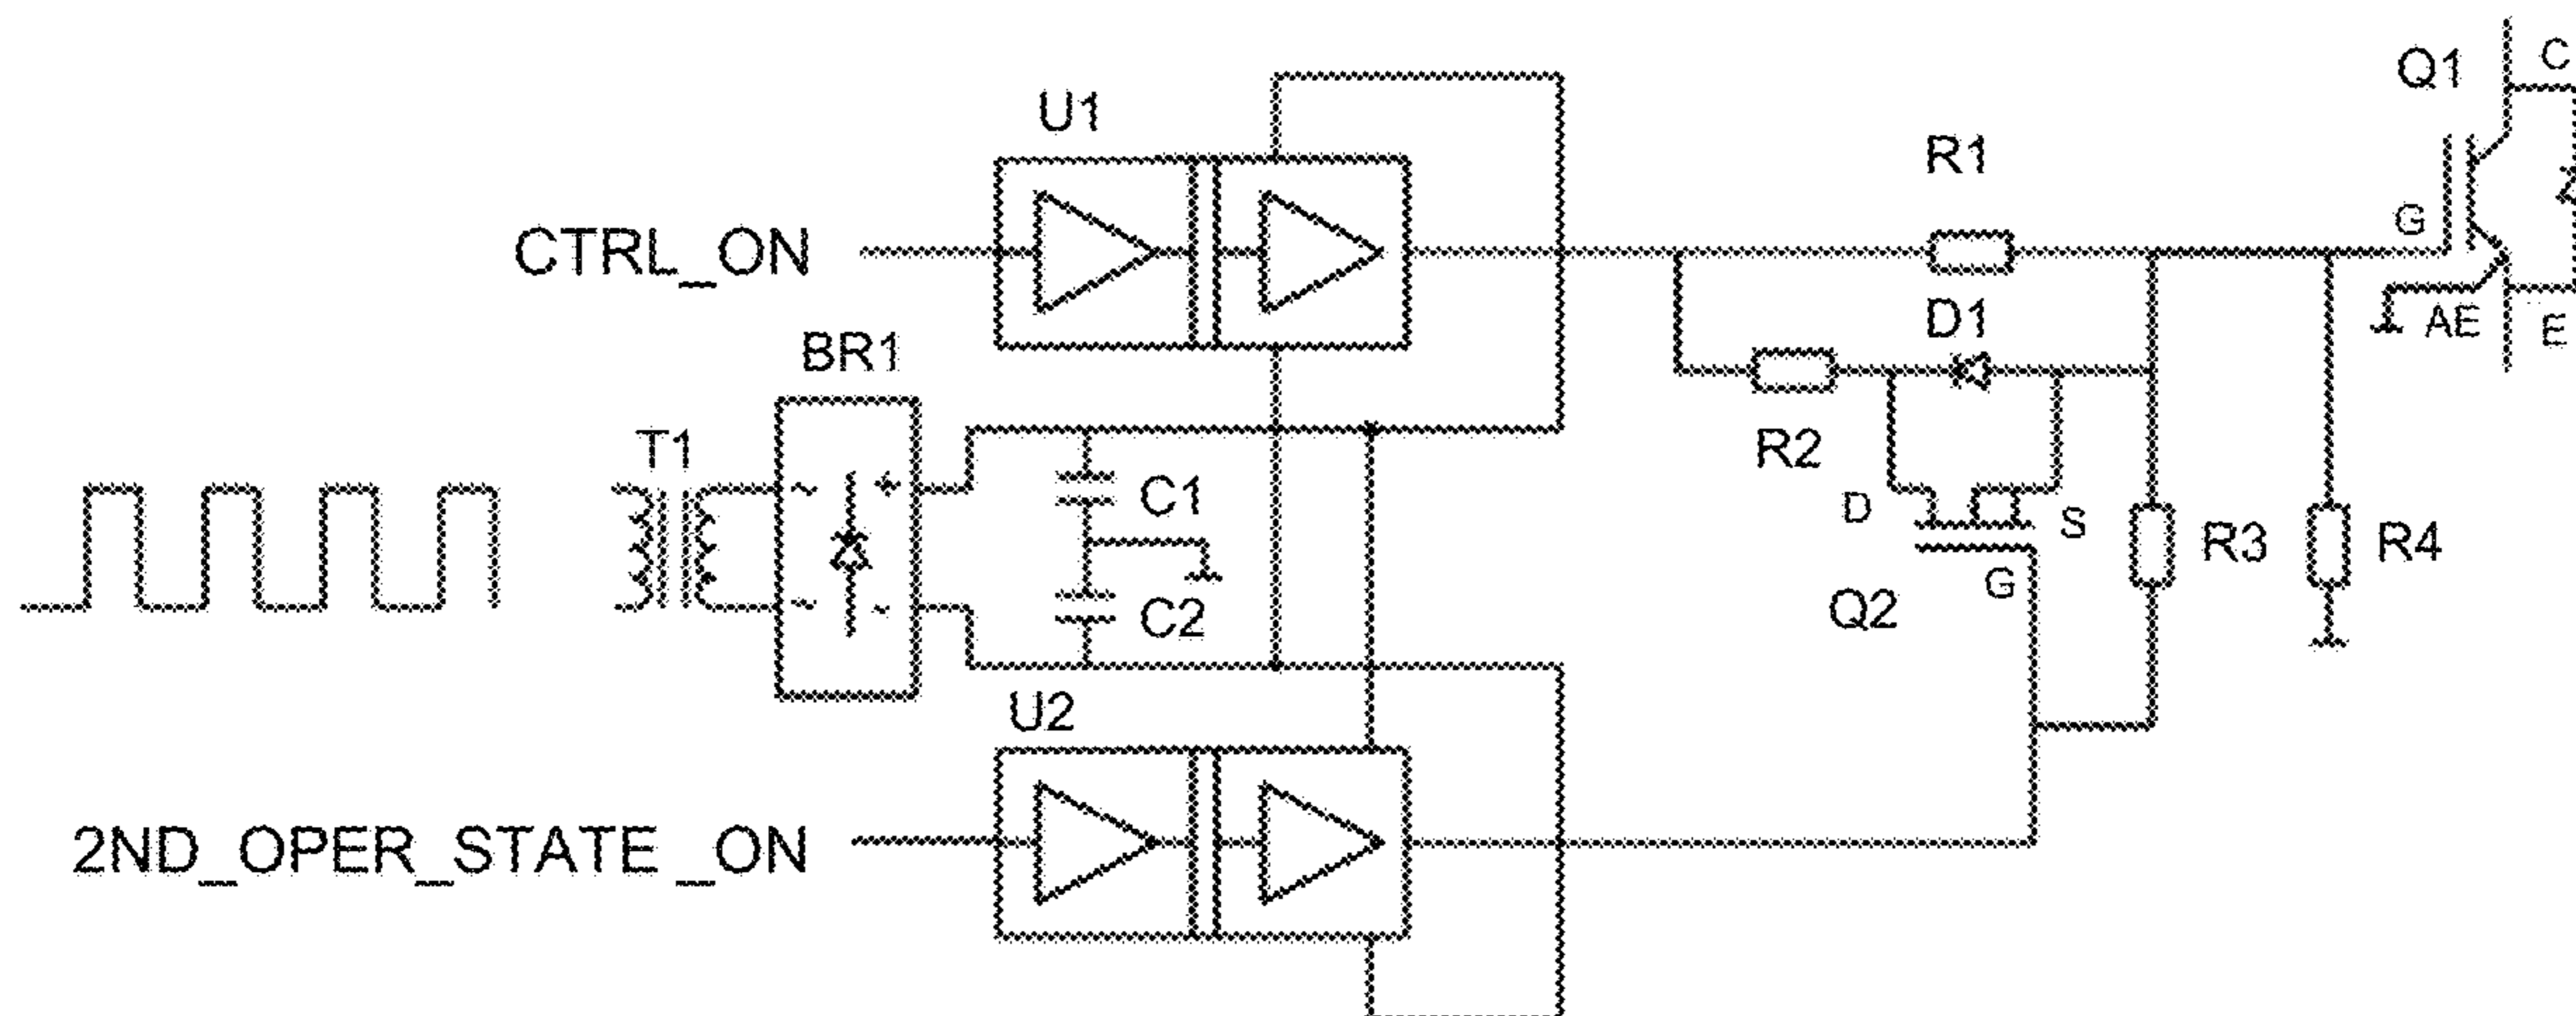 Q1
C
U1
R1
CTRL_ON
G
D1
AE
E
BR1
T1
R2
~
+
C1
D
S
R3
R4
G
~
-
C2
Q2
U2
2ND_OPER_STATE _ON